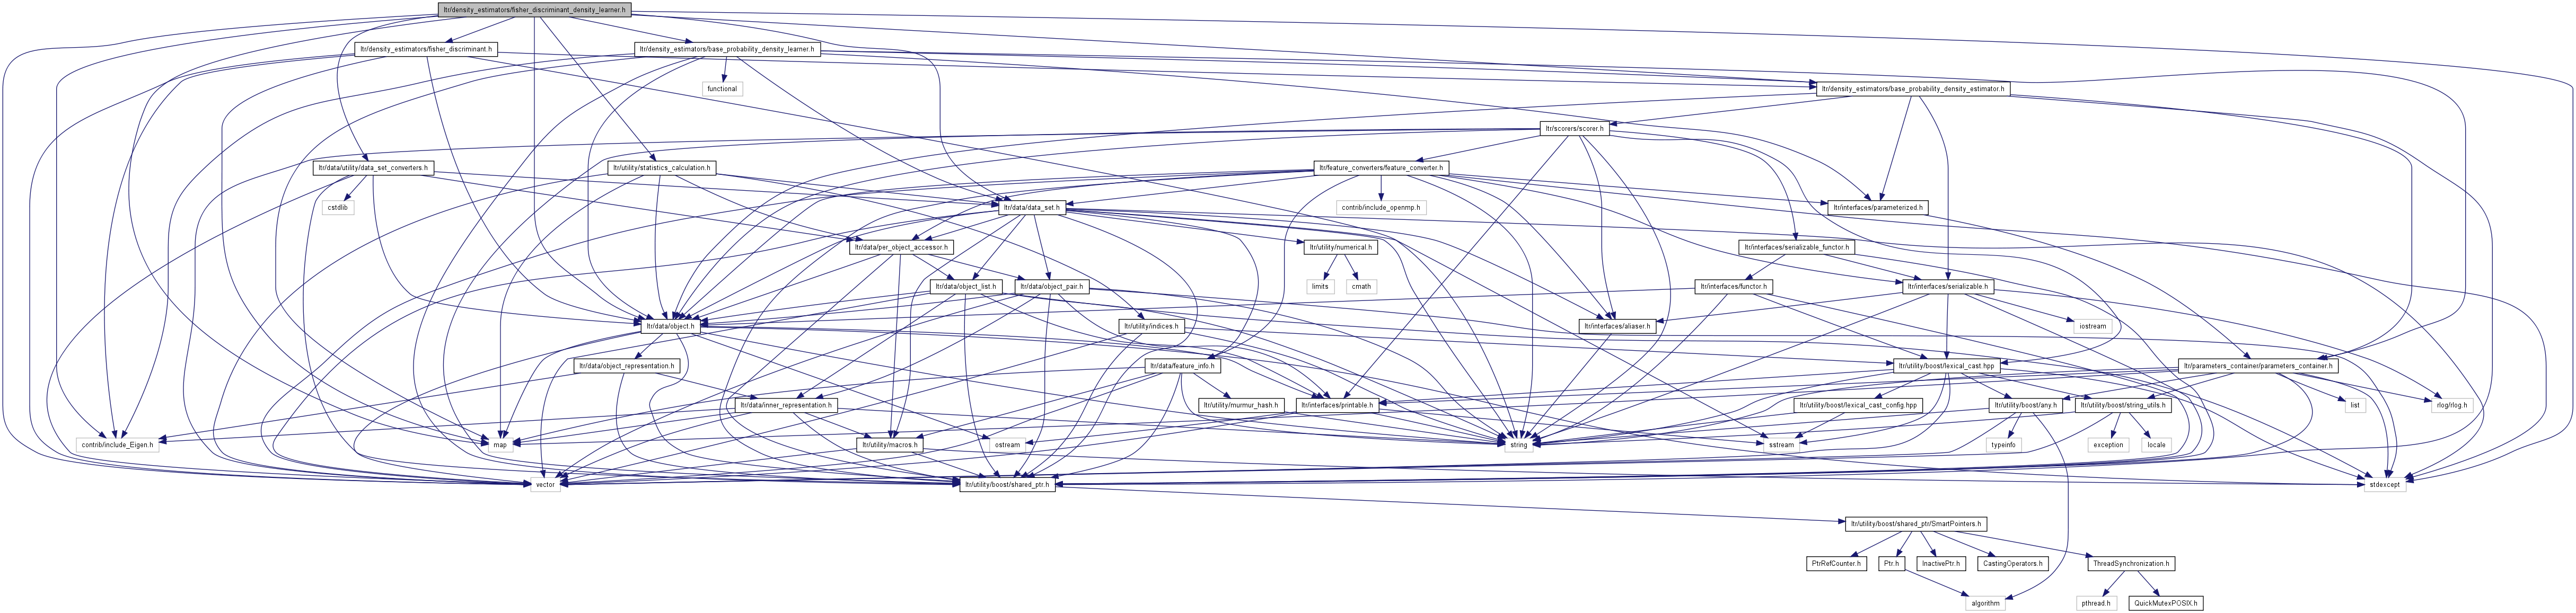 ltr/density_estimators/fisher_discriminant_density_learner.h
ltr/density_estimators/fisher_discriminant.h
ltr/density_estimators/base_probability_density_learner.h
functional
ltr/density_estimators/base_probability_density_estimator.h
ltr/scorers/scorer.h
ltr/data/utility/data_set_converters.h
ltr/utility/statistics_calculation.h
ltr/feature_converters/feature_converter.h
cstdlib
ltr/data/data_set.h
contrib/include_openmp.h
ltr/interfaces/parameterized.h
ltr/data/per_object_accessor.h
ltr/utility/numerical.h
ltr/interfaces/serializable_functor.h
ltr/data/object_list.h
ltr/data/object_pair.h
limits
cmath
ltr/interfaces/functor.h
ltr/interfaces/serializable.h
ltr/data/object.h
ltr/utility/indices.h
ltr/interfaces/aliaser.h
iostream
ltr/data/object_representation.h
ltr/data/feature_info.h
ltr/utility/boost/lexical_cast.hpp
ltr/parameters_container/parameters_container.h
ltr/data/inner_representation.h
ltr/utility/murmur_hash.h
ltr/interfaces/printable.h
ltr/utility/boost/lexical_cast_config.hpp
ltr/utility/boost/any.h
ltr/utility/boost/string_utils.h
list
rlog/rlog.h
contrib/include_Eigen.h
map
ltr/utility/macros.h
ostream
string
sstream
typeinfo
exception
locale
vector
ltr/utility/boost/shared_ptr.h
stdexcept
ltr/utility/boost/shared_ptr/SmartPointers.h
PtrRefCounter.h
Ptr.h
InactivePtr.h
CastingOperators.h
ThreadSynchronization.h
algorithm
pthread.h
QuickMutexPOSIX.h